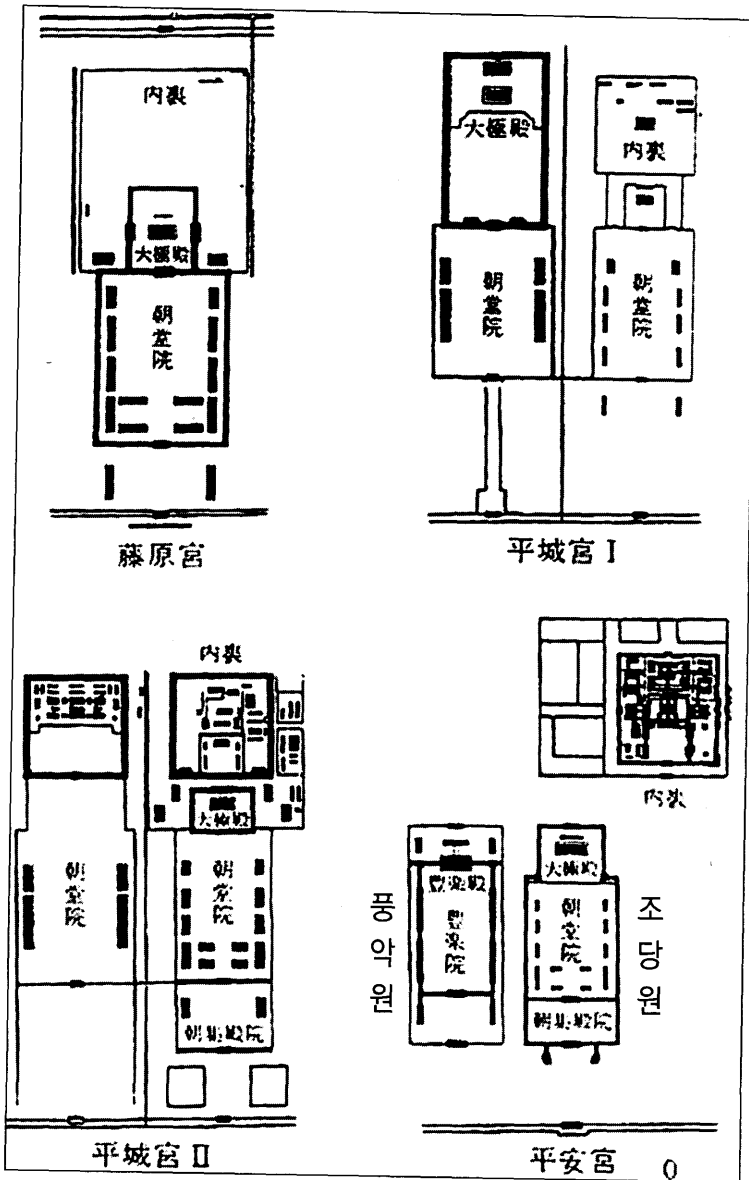 内裏
大極殿
朝堂院
藤原宮
大極殿
朝堂院
内裏
朝堂院
平城宮 I
朝堂院
内裏
大極殿
朝堂院
朝集殿院
平城宮 II
内裏
풍악원
豊楽殿
豊楽院
大極殿
朝堂院
朝集殿院
조당원
平安宮
0